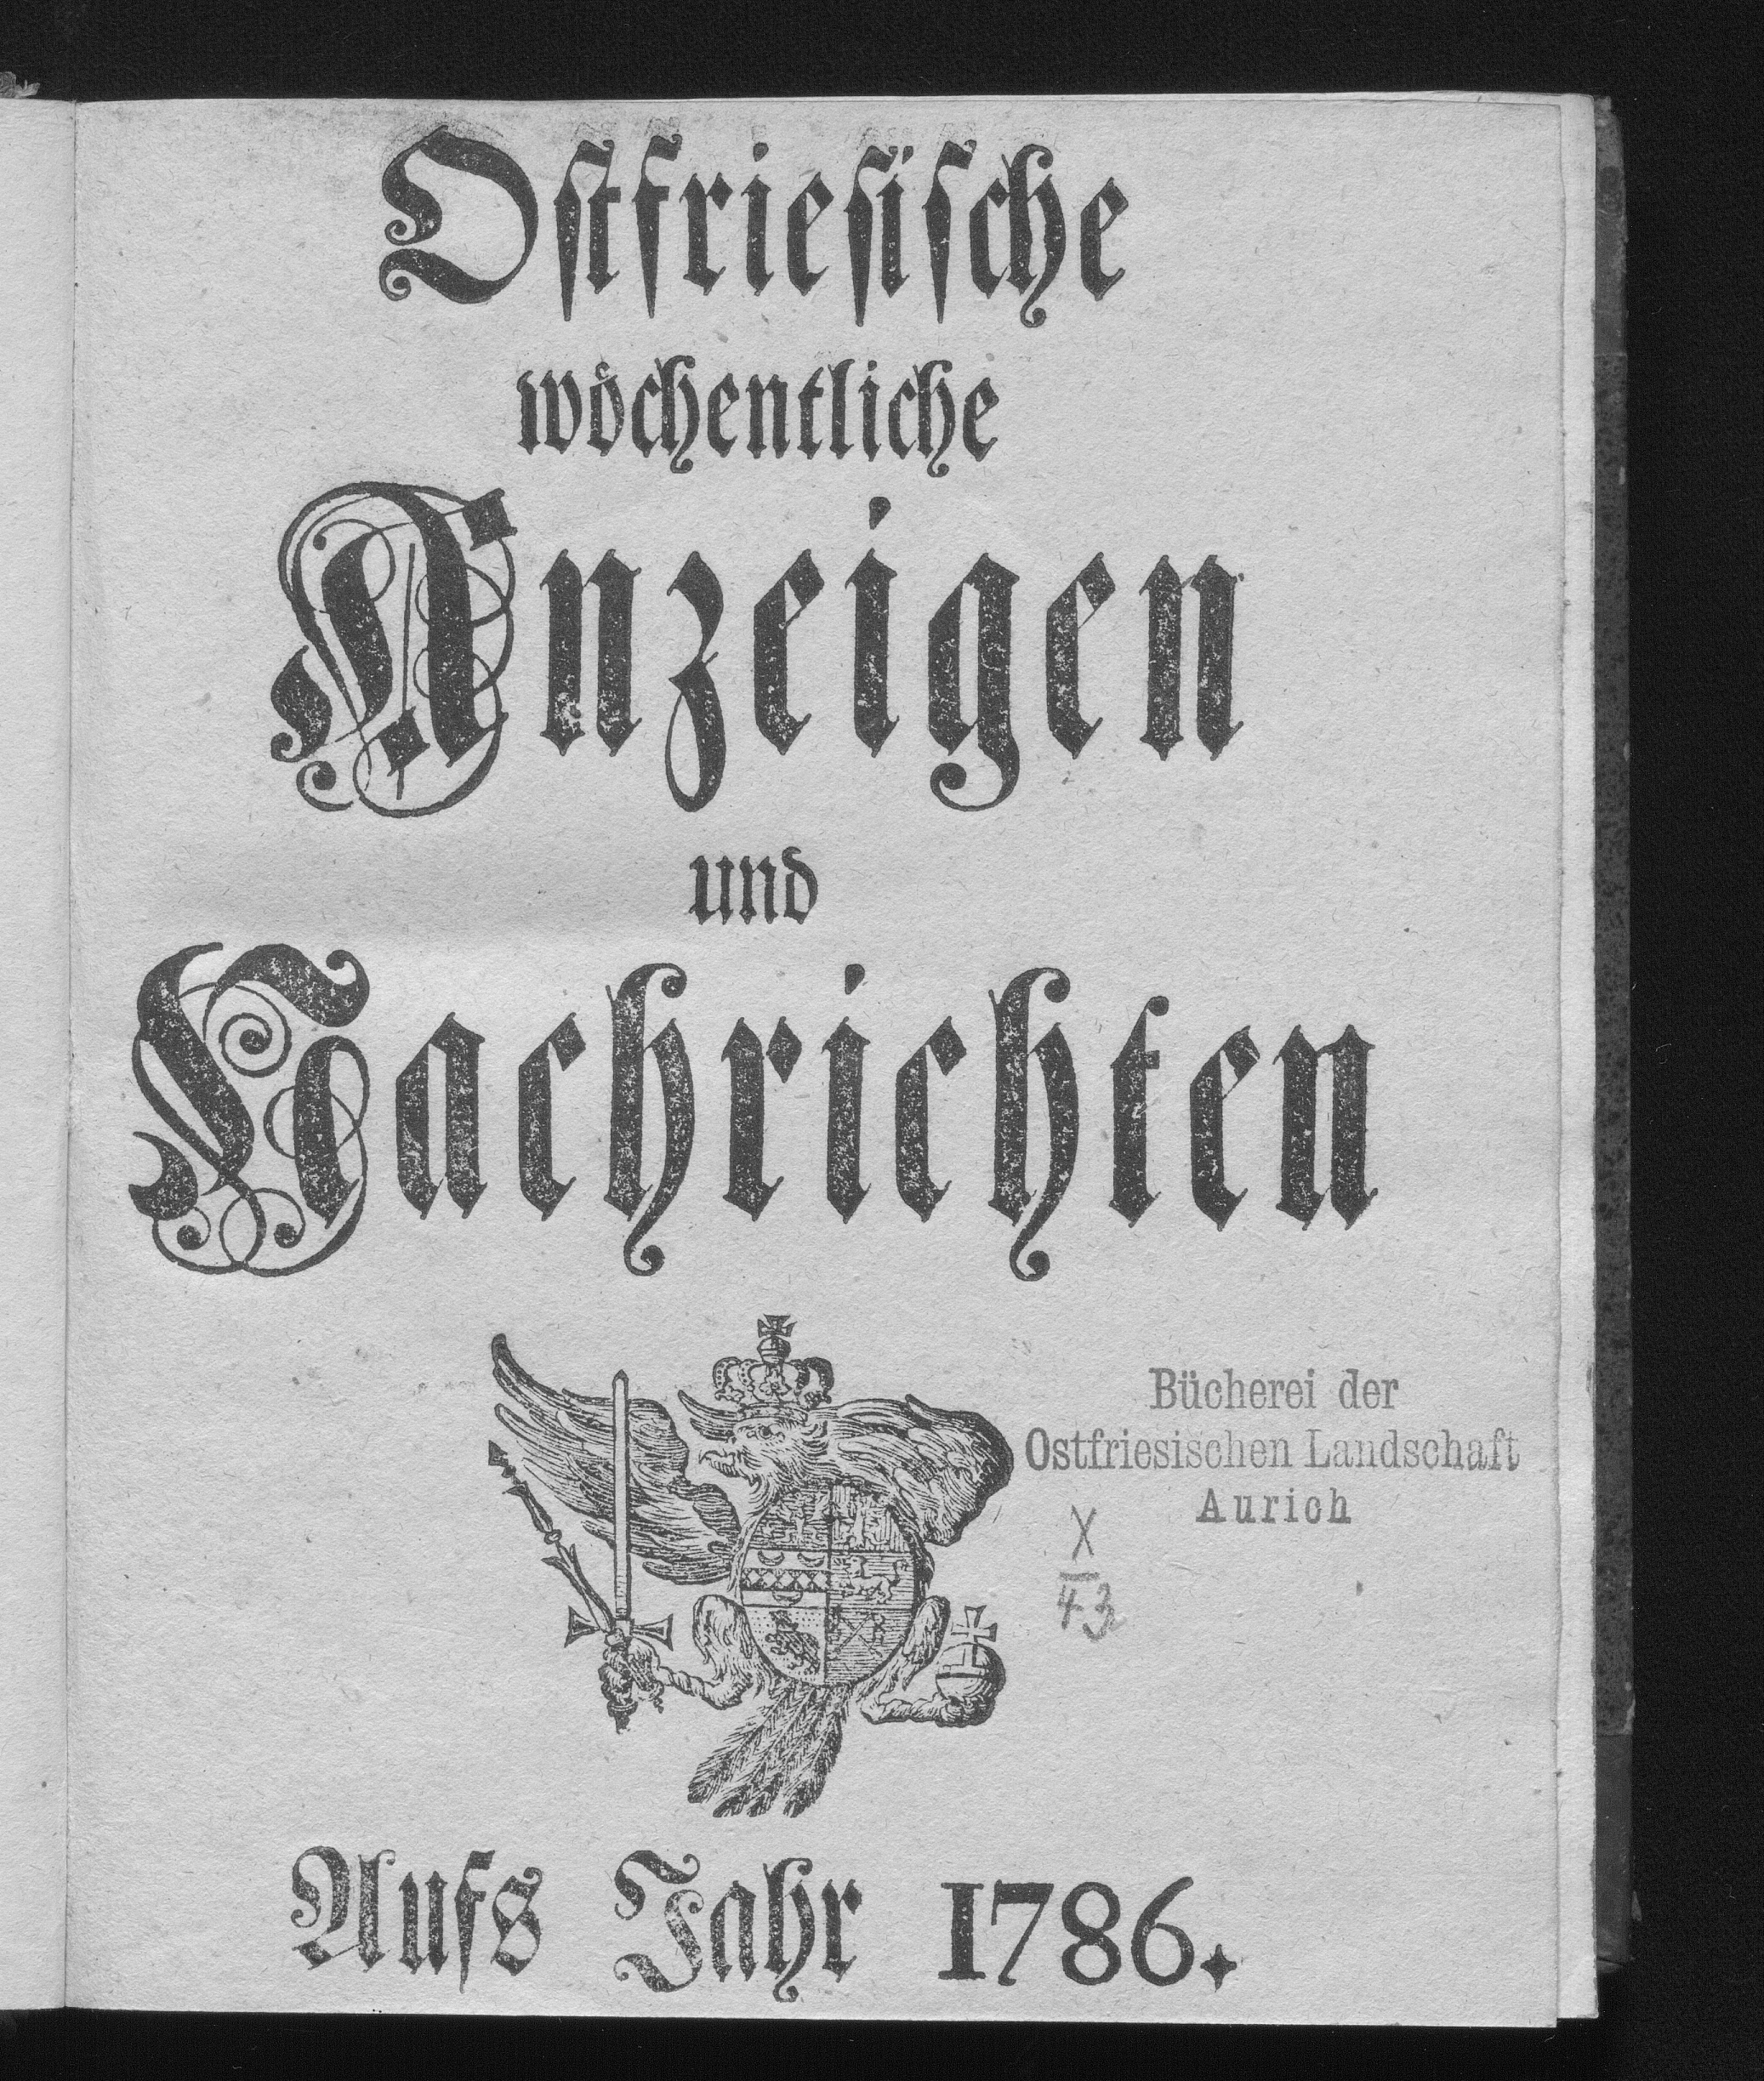 Oſtfrieſiſche
wöchentliche
Anzeigen
und
Nachrichten
Bücherei der
Oſtfriesischen Landschaft
Aurich
X
43
Aufs Jahr 1786.